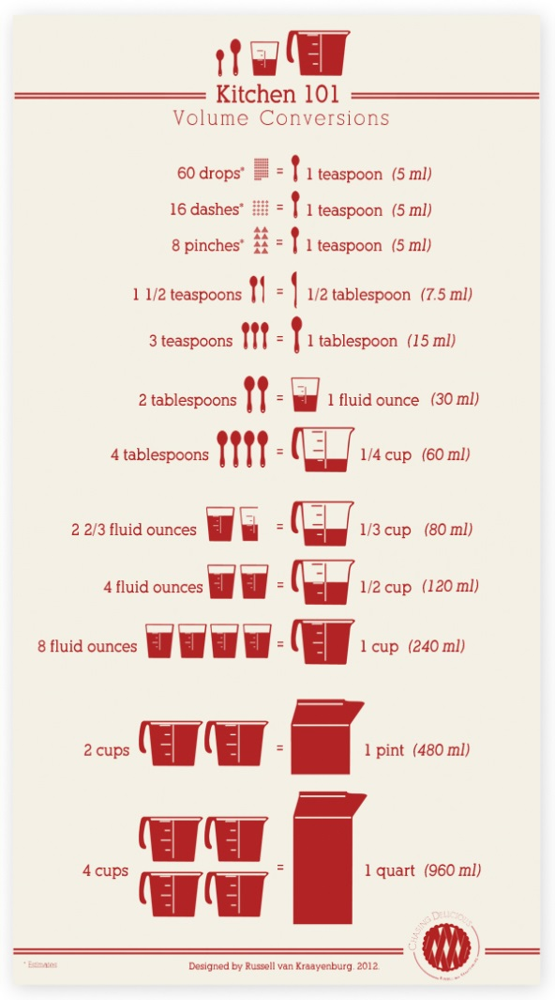 Kitchen 101
Volume Conversions
60 drops* = 1 teaspoon (5 ml)
16 dashes* = 1 teaspoon (5 ml)
8 pinches* = 1 teaspoon (5 ml)
1 1/2 teaspoons = 1/2 tablespoon (7.5 ml)
3 teaspoons = 1 tablespoon (15 ml)
2 tablespoons = 1 fluid ounce (30 ml)
4 tablespoons = 1/4 cup (60 ml)
2 2/3 fluid ounces = 1/3 cup (80 ml)
4 fluid ounces = 1/2 cup (120 ml)
8 fluid ounces = 1 cup (240 ml)
2 cups = 1 pint (480 ml)
4 cups = 1 quart (960 ml)
CHASING DELICIOUS
* Estimates
Designed by Russell van Kraayenburg. 2012.